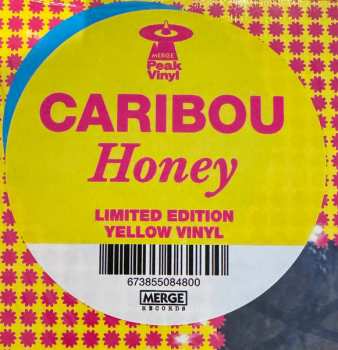 MERGE
Peak
Vinyl
CARIBOU
Honey
LIMITED EDITION
YELLOW VINYL
673855084800
MERGE
RECORDS